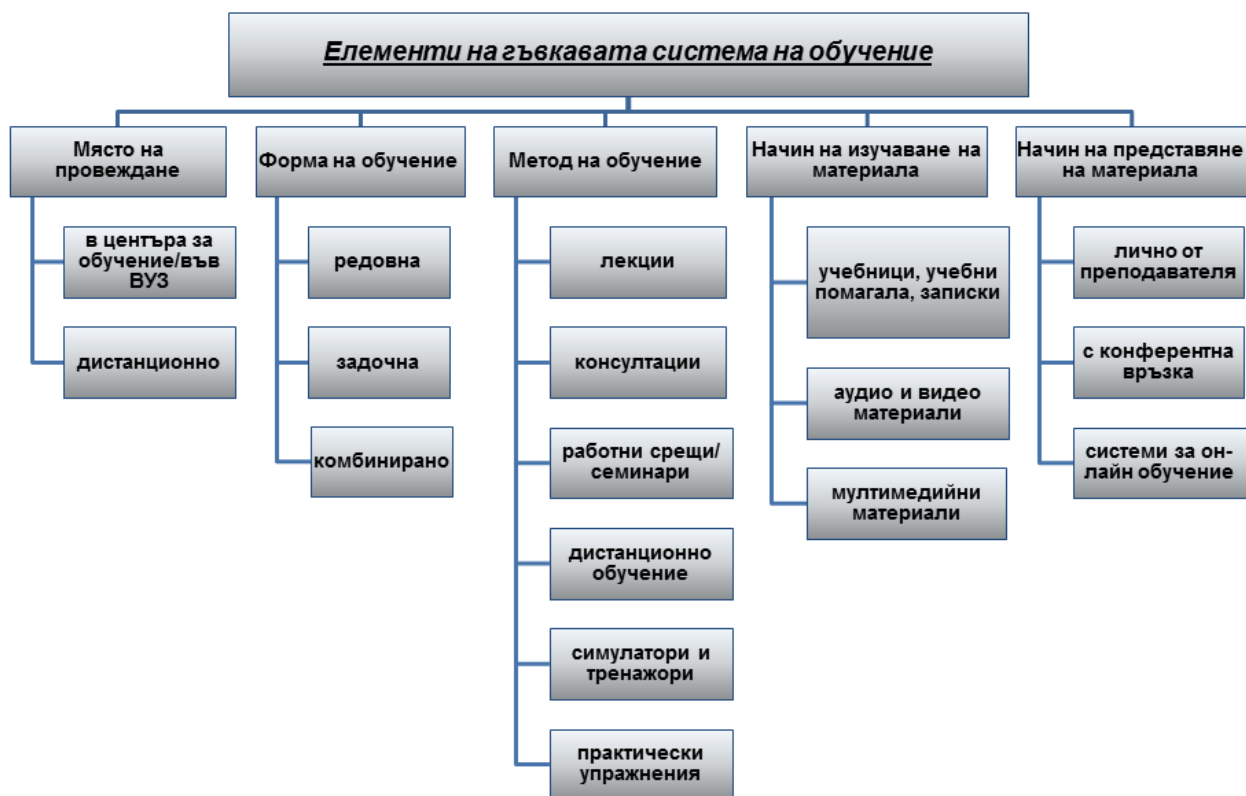 Елементи на гъвкавата система на обучение
Място на
провеждане
в центъра за
обучение/във
ВУЗ
дистанционно
Форма на обучение
редовна
задочна
комбинирано
Метод на обучение
лекции
консултации
работни срещи/
семинари
дистанционно
обучение
симулатори и
тренажори
практически
упражнения
Начин на изучаване на
материала
учебници, учебни
помагала, записки
аудио и видео
материали
мултимедийни
материали
Начин на представяне
на материала
лично от
преподавателя
с конферентна
връзка
системи за он-
лайн обучение